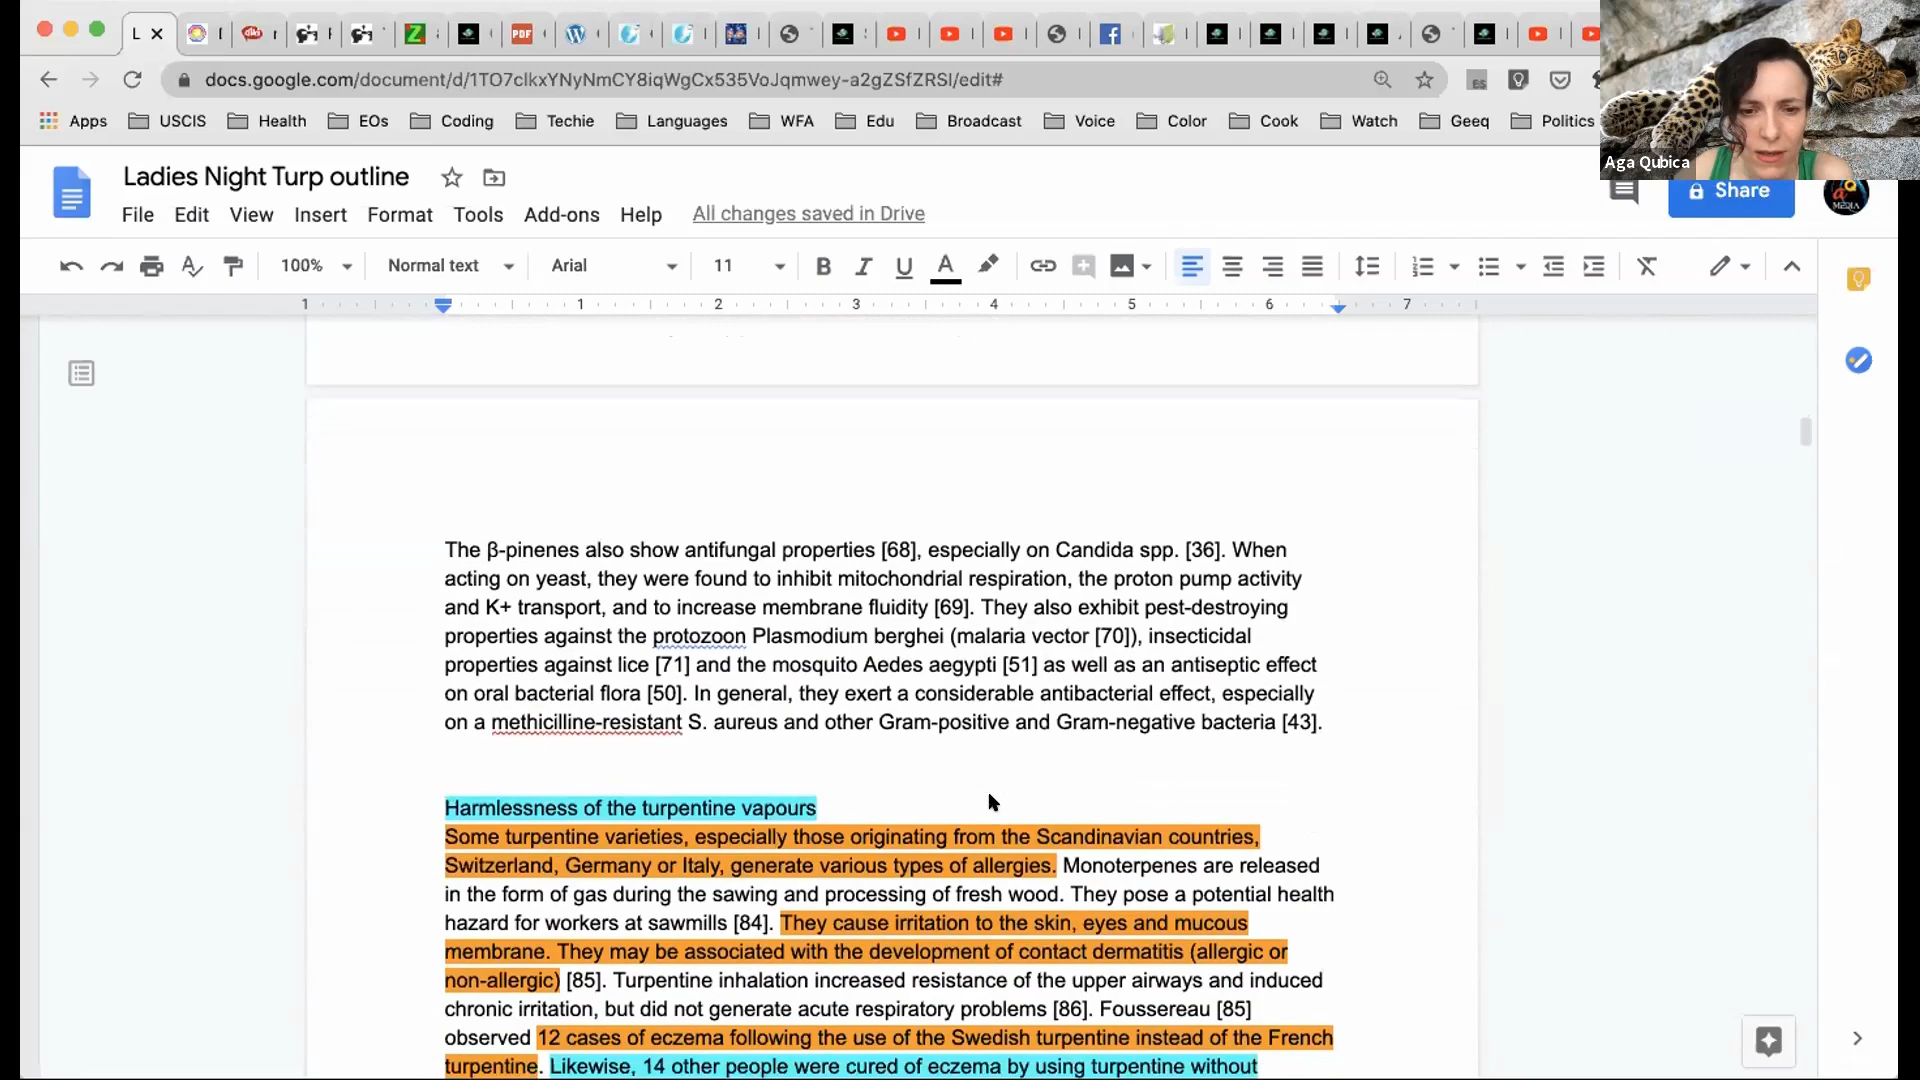 L
docs.google.com/document/d/1TO7clkxYNyNmCY8iqWgCx535VoJqmwey-a2gZSfZRSI/edit#
Apps USCIS Health EOs Coding Techie Languages WFA Edu Broadcast Voice Color Cook Watch Geeq Politics
Aga Qubica
Ladies Night Turp outline
Share
File Edit View Insert Format Tools Add-ons Help All changes saved in Drive
100% Normal text Arial 11
1 1 2 3 4 5 6 7
The β-pinenes also show antifungal properties [68], especially on Candida spp. [36]. When
acting on yeast, they were found to inhibit mitochondrial respiration, the proton pump activity
and K+ transport, and to increase membrane fluidity [69]. They also exhibit pest-destroying
properties against the protozoon Plasmodium berghei (malaria vector [70]), insecticidal
properties against lice [71] and the mosquito Aedes aegypti [51] as well as an antiseptic effect
on oral bacterial flora [50]. In general, they exert a considerable antibacterial effect, especially
on a methicilline-resistant S. aureus and other Gram-positive and Gram-negative bacteria [43].
Harmlessness of the turpentine vapours
Some turpentine varieties, especially those originating from the Scandinavian countries,
Switzerland, Germany or Italy, generate various types of allergies. Monoterpenes are released
in the form of gas during the sawing and processing of fresh wood. They pose a potential health
hazard for workers at sawmills [84]. They cause irritation to the skin, eyes and mucous
membrane. They may be associated with the development of contact dermatitis (allergic or
non-allergic) [85]. Turpentine inhalation increased resistance of the upper airways and induced
chronic irritation, but did not generate acute respiratory problems [86]. Foussereau [85]
observed 12 cases of eczema following the use of the Swedish turpentine instead of the French
turpentine. Likewise, 14 other people were cured of eczema by using turpentine without